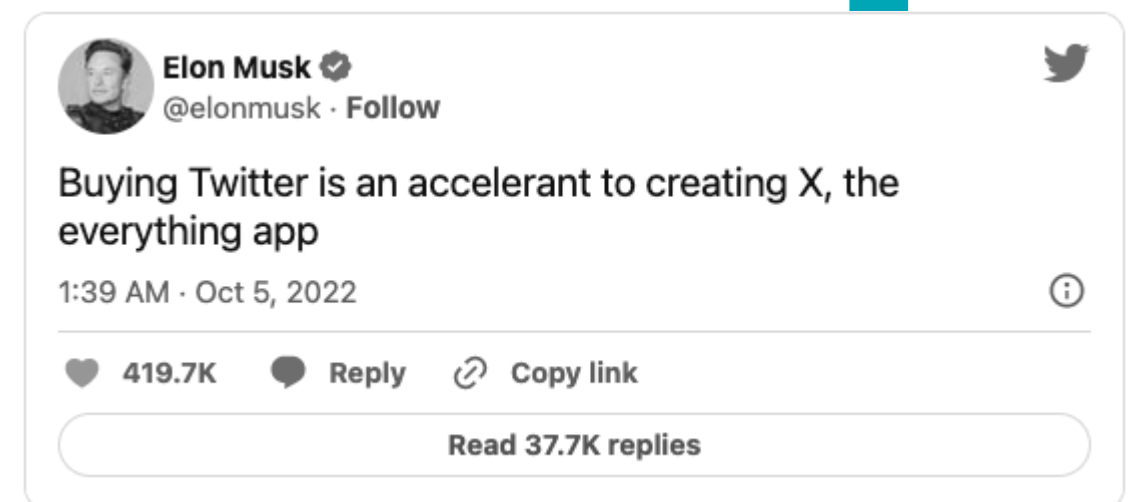 Elon Musk
@elonmusk · Follow
Buying Twitter is an accelerant to creating X, the
everything app
1:39 AM · Oct 5, 2022
419.7K Reply Copy link
Read 37.7K replies